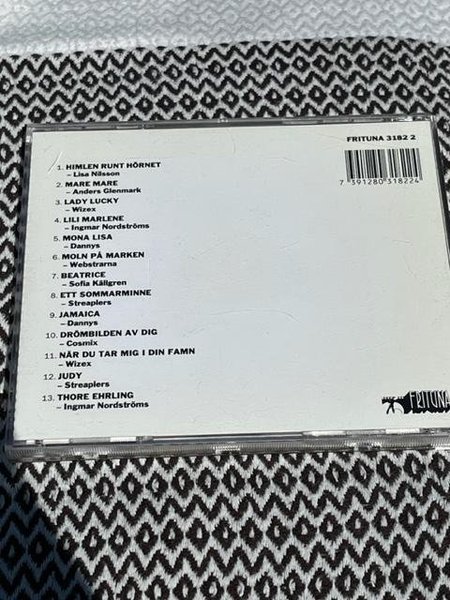 FRITUNA 3182 2
7 391280 318224
1. HIMLEN RUNT HÖRNET
– Lisa Nilsson
2. MARE MARE
– Anders Glenmark
3. LADY LUCKY
– Wizex
4. LILI MARLENE
– Ingmar Nordströms
5. MONA LISA
– Dannys
6. MOLN PÅ MARKEN
– Webstrarna
7. BEATRICE
– Sofia Källgren
8. ETT SOMMARMINNE
– Streaplers
9. JAMAICA
– Dannys
10. DRÖMBILDEN AV DIG
– Cosmix
11. NÄR DU TAR MIG I DIN FAMN
– Wizex
12. JUDY
– Streaplers
13. THORE EHRLING
– Ingmar Nordströms
FRITUNA